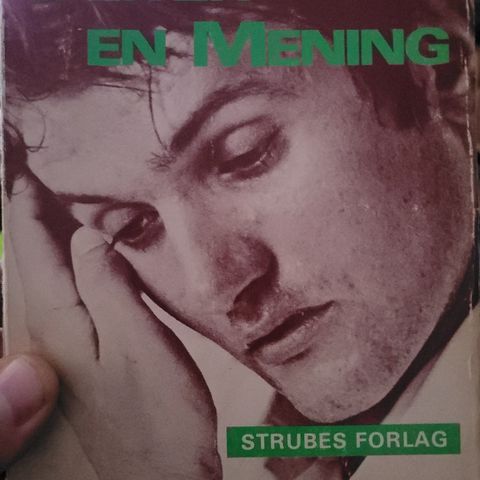 EN MENING
STRUBES FORLAG